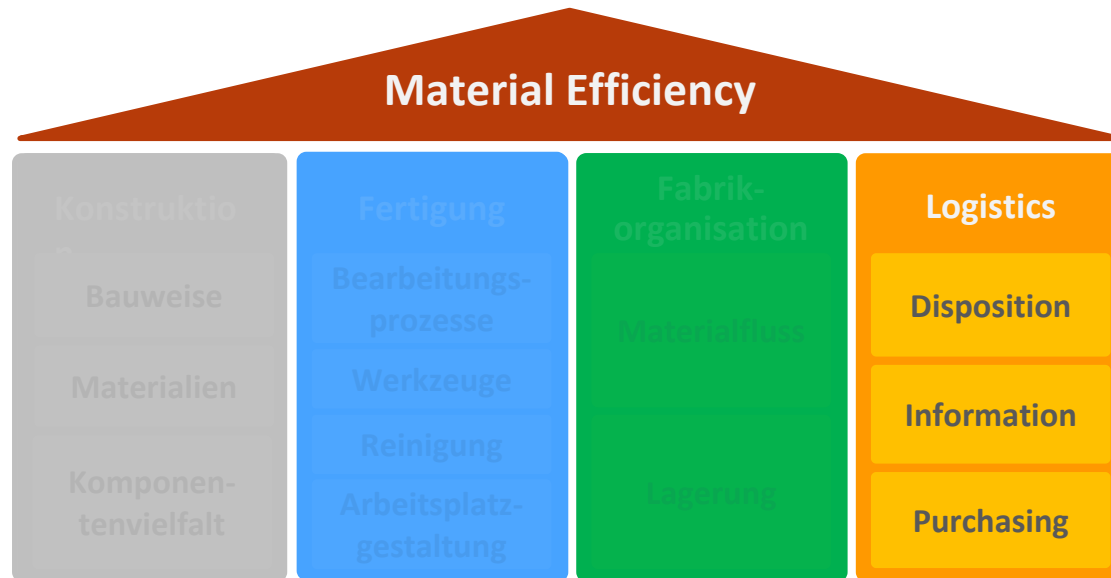 Material Efficiency
Konstruktio
Bauweise
Materialien
Komponen-
tenvielfalt
Fertigung
Bearbeitungs-
prozesse
Werkzeuge
Reinigung
Arbeitsplatz-
gestaltung
Fabrik-
organisation
Materialfluss
Lagerung
Logistics
Disposition
Information
Purchasing